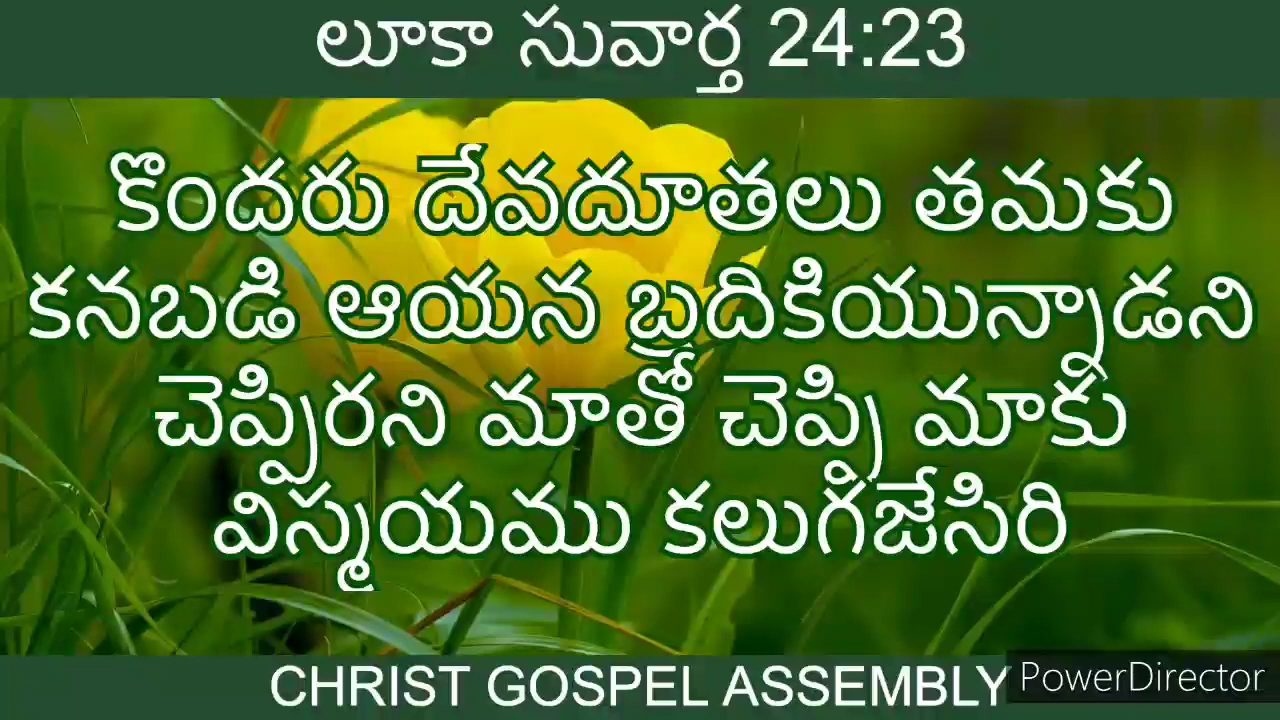 లూకా సువార్త 24:23
కొందరు దేవదూతలు తమకు
కనబడి ఆయన బ్రదికియున్నాడని
చెప్పిరని మాతో చెప్పి మాకు
విస్మయము కలుగజేసిరి
CHRIST GOSPEL ASSEMBLY
PowerDirector